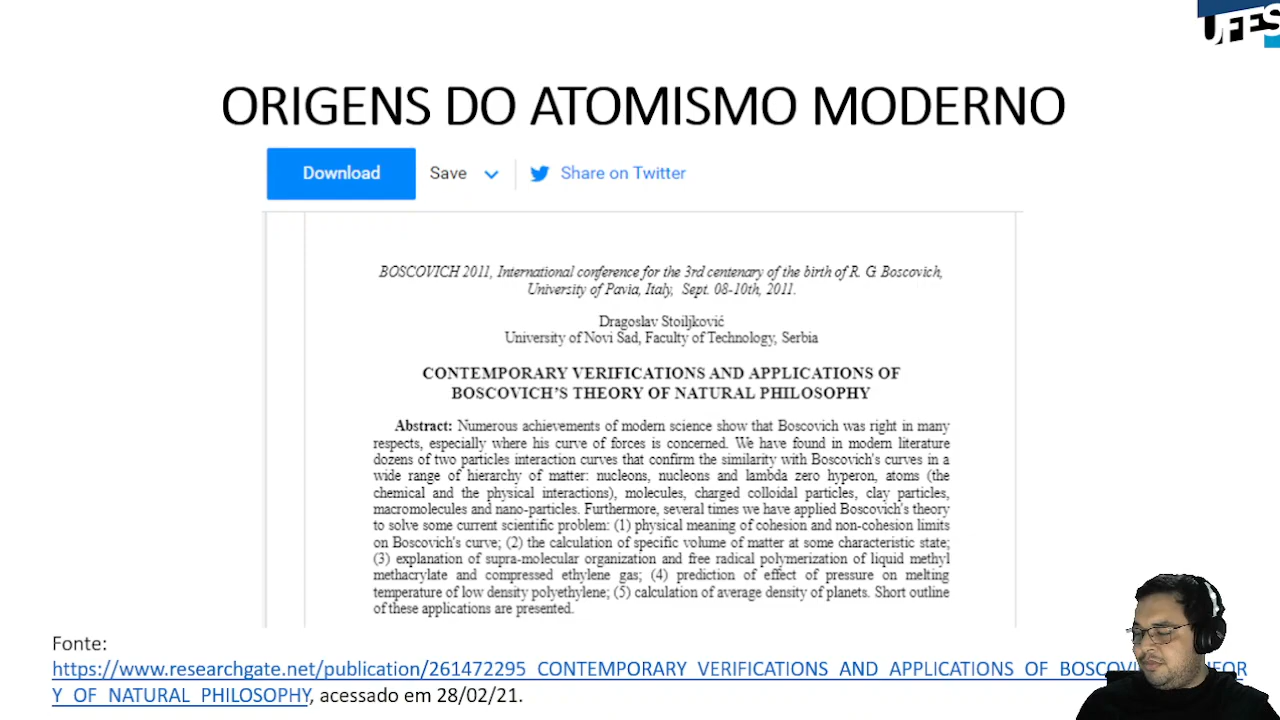 UFES
ORIGENS DO ATOMISMO MODERNO
Download Save Share on Twitter
BOSCOVICH 2011, International conference for the 3rd centenary of the birth of R. G Boscovich,
University of Pavia, Italy, Sept. 08-10th, 2011.
Dragoslav Stoiljković
University of Novi Sad, Faculty of Technology, Serbia
CONTEMPORARY VERIFICATIONS AND APPLICATIONS OF
BOSCOVICH'S THEORY OF NATURAL PHILOSOPHY
Abstract: Numerous achievements of modern science show that Boscovich was right in many
respects, especially where his curve of forces is concerned. We have found in modern literature
dozens of two particles interaction curves that confirm the similarity with Boscovich's curves in a
wide range of hierarchy of matter: nucleons, nucleons and lambda zero hyperon, atoms (the
chemical and the physical interactions), molecules, charged colloidal particles, clay particles,
macromolecules and nano-particles. Furthermore, several times we have applied Boscovich's theory
to solve some current scientific problem: (1) physical meaning of cohesion and non-cohesion limits
on Boscovich's curve; (2) the calculation of specific volume of matter at some characteristic state;
(3) explanation of supra-molecular organization and free radical polymerization of liquid methyl
methacrylate and compressed ethylene gas; (4) prediction of effect of pressure on melting
temperature of low density polyethylene; (5) calculation of average density of planets. Short outline
of these applications are presented.
Fonte:
https://www.researchgate.net/publication/261472295_CONTEMPORARY_VERIFICATIONS_AND_APPLICATIONS_OF_BOSCOVI HEOR
Y_OF_NATURAL_PHILOSOPHY, acessado em 28/02/21.